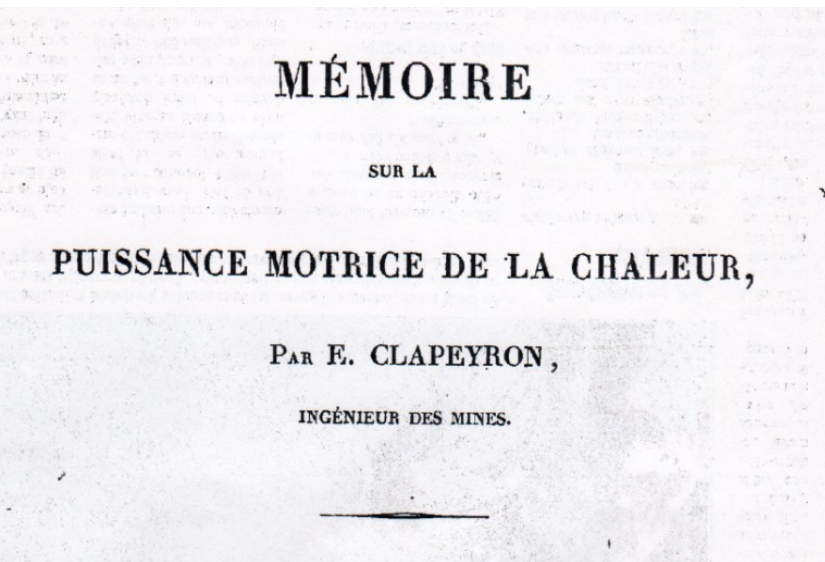 MÉMOIRE
SUR LA
PUISSANCE MOTRICE DE LA CHALEUR,
PAR E. CLAPEYRON,
INGÉNIEUR DES MINES.